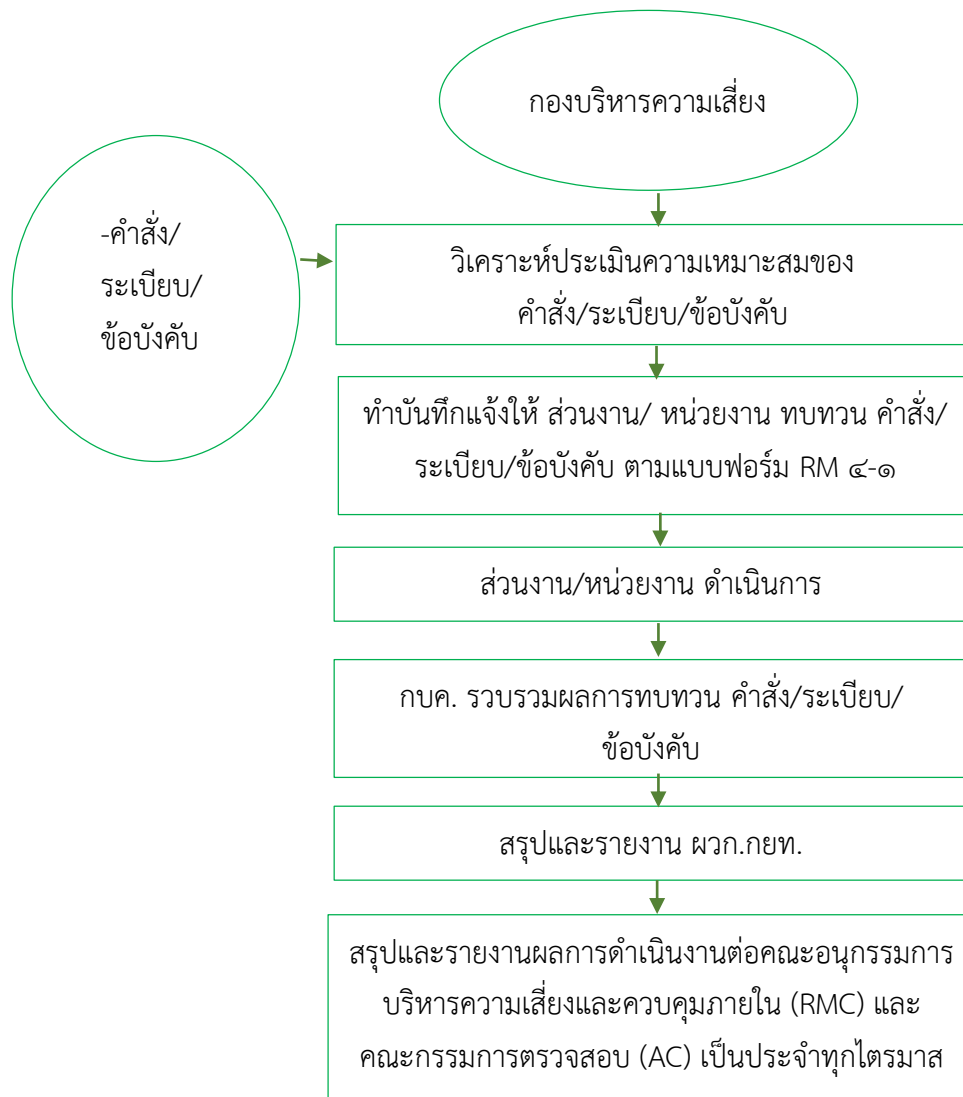 กองบริหารความเสี่ยง
-คำสั่ง/
ระเบียบ/
ข้อบังคับ
วิเคราะห์ประเมินความเหมาะสมของ
คำสั่ง/ระเบียบ/ข้อบังคับ
ทำบันทึกแจ้งให้ ส่วนงาน/ หน่วยงาน ทบทวน คำสั่ง/
ระเบียบ/ข้อบังคับ ตามแบบฟอร์ม RM ๔-๑
ส่วนงาน/หน่วยงาน ดำเนินการ
กบค. รวบรวมผลการทบทวน คำสั่ง/ระเบียบ/
ข้อบังคับ
สรุปและรายงาน ผวก.กยท.
สรุปและรายงานผลการดำเนินงานต่อคณะอนุกรรมการ
บริหารความเสี่ยงและควบคุมภายใน (RMC) และ
คณะกรรมการตรวจสอบ (AC) เป็นประจำทุกไตรมาส